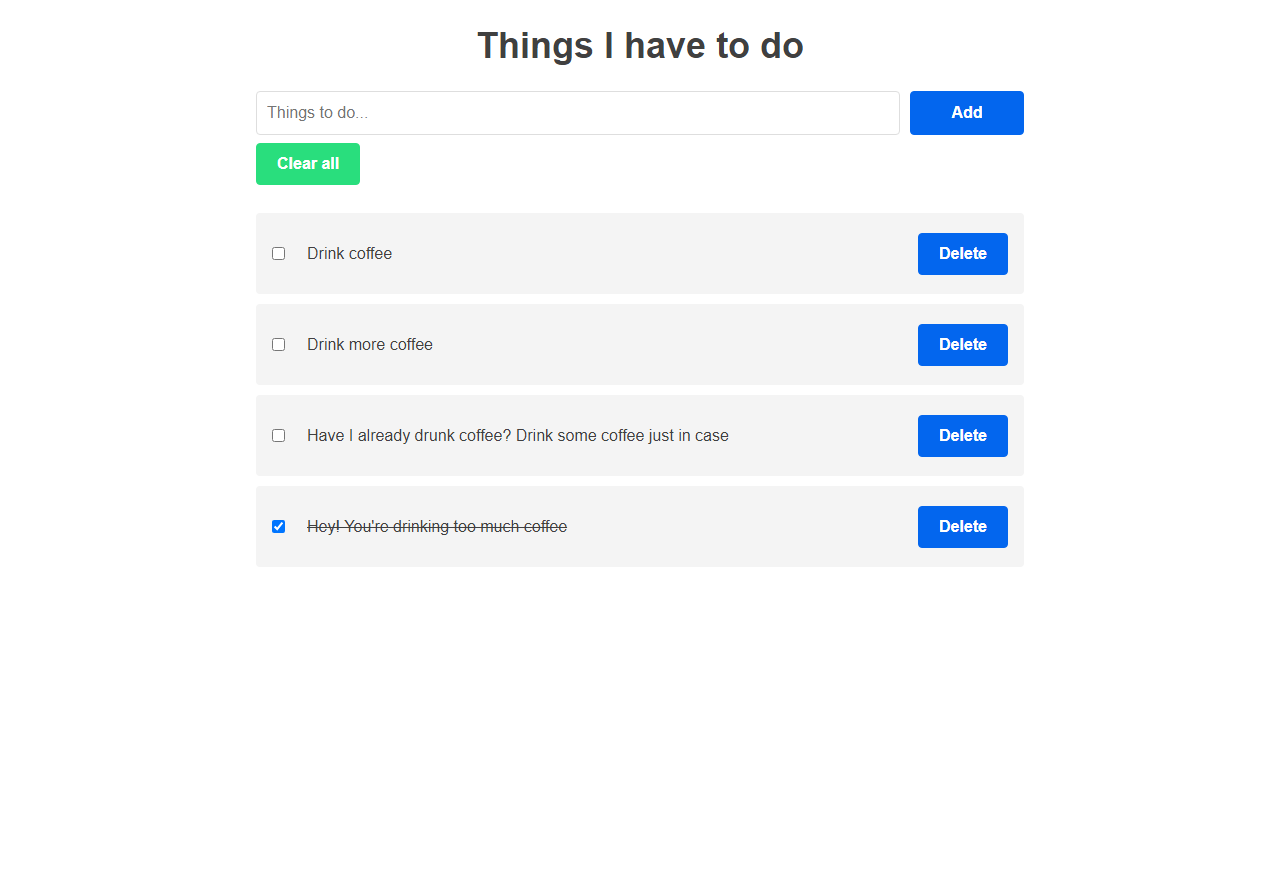 Things I have to do
Things to do...
Add
Clear all
Drink coffee
Delete
Drink more coffee
Delete
Have I already drunk coffee? Drink some coffee just in case
Delete
Hey! You're drinking too much coffee
Delete